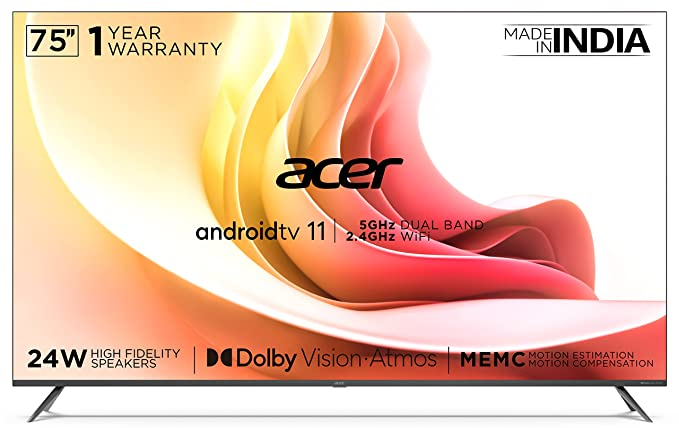 75” 1 YEAR WARRANTY
MADE IN INDIA
acer
androidtv 11 | 5GHz DUAL BAND
2.4GHz WiFi
24W HIGH FIDELITY SPEAKERS
Dolby Vision·Atmos
MEMC MOTION ESTIMATION MOTION COMPENSATION
acer